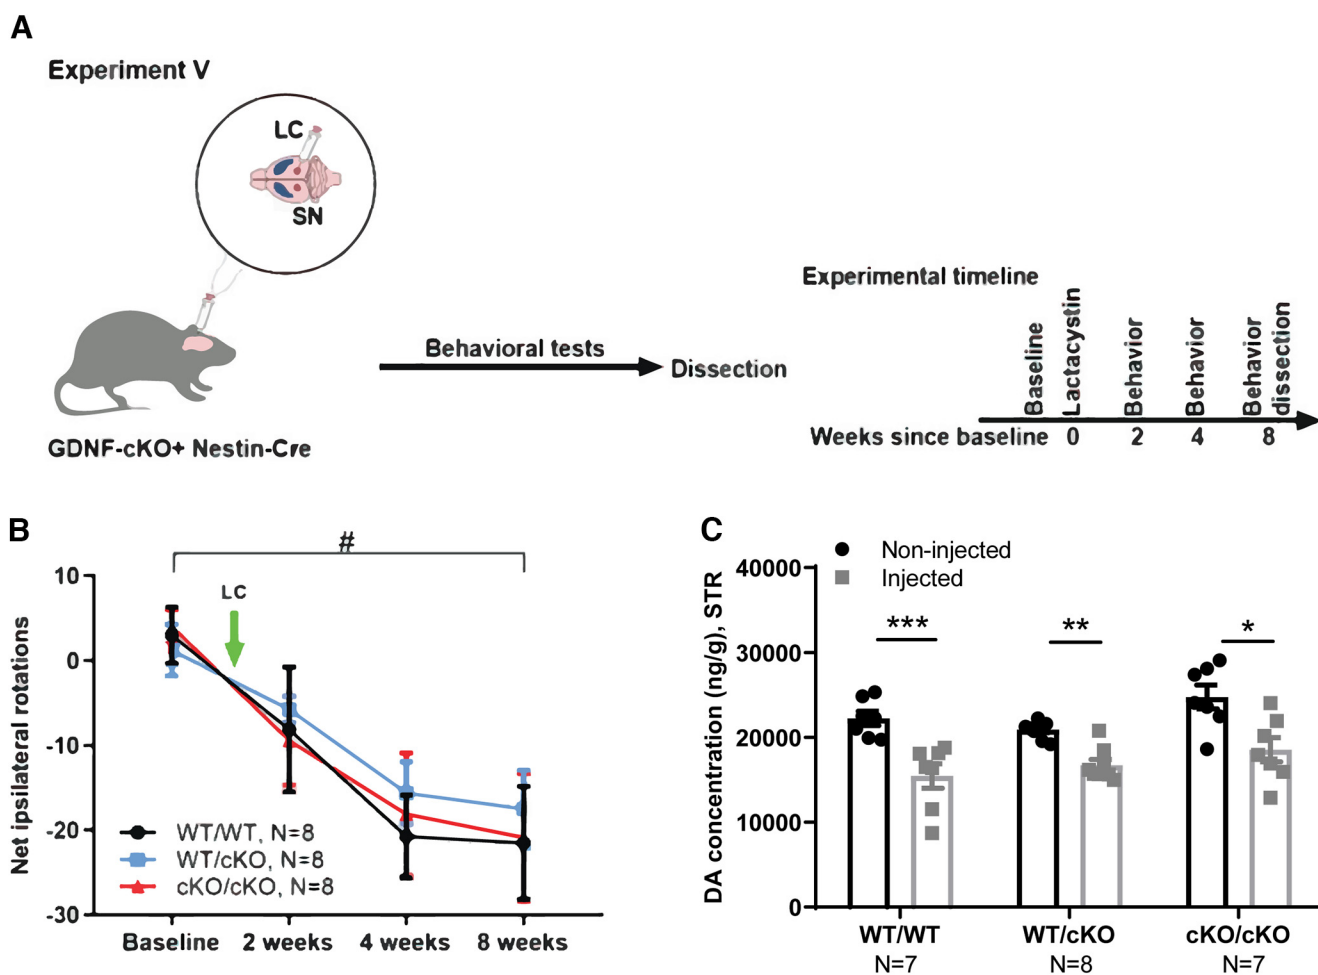 A
Experiment V
LC
SN
GDNF-cKO+ Nestin-Cre
Behavioral tests
Dissection
Experimental timeline
Baseline
Lactacystin
Behavior
Behavior
Behavior
dissection
Weeks since baseline 0 2 4 8
B
#
LC
Net ipsilateral rotations
10
0
-10
-20
-30
WT/WT, N=8
WT/cKO, N=8
cKO/cKO, N=8
Baseline 2 weeks 4 weeks 8 weeks
C
Non-injected
Injected
DA concentration (ng/g), STR
40000
30000
20000
10000
0
*** ** *
WT/WT WT/cKO cKO/cKO
N=7 N=8 N=7